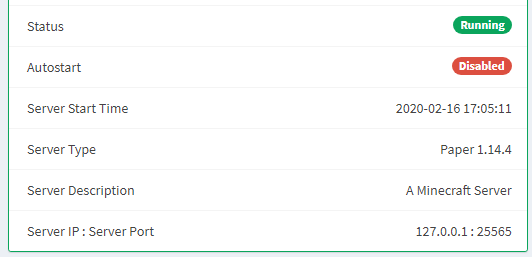 Status Running
Autostart Disabled
Server Start Time 2020-02-16 17:05:11
Server Type Paper 1.14.4
Server Description A Minecraft Server
Server IP : Server Port 127.0.0.1 : 25565